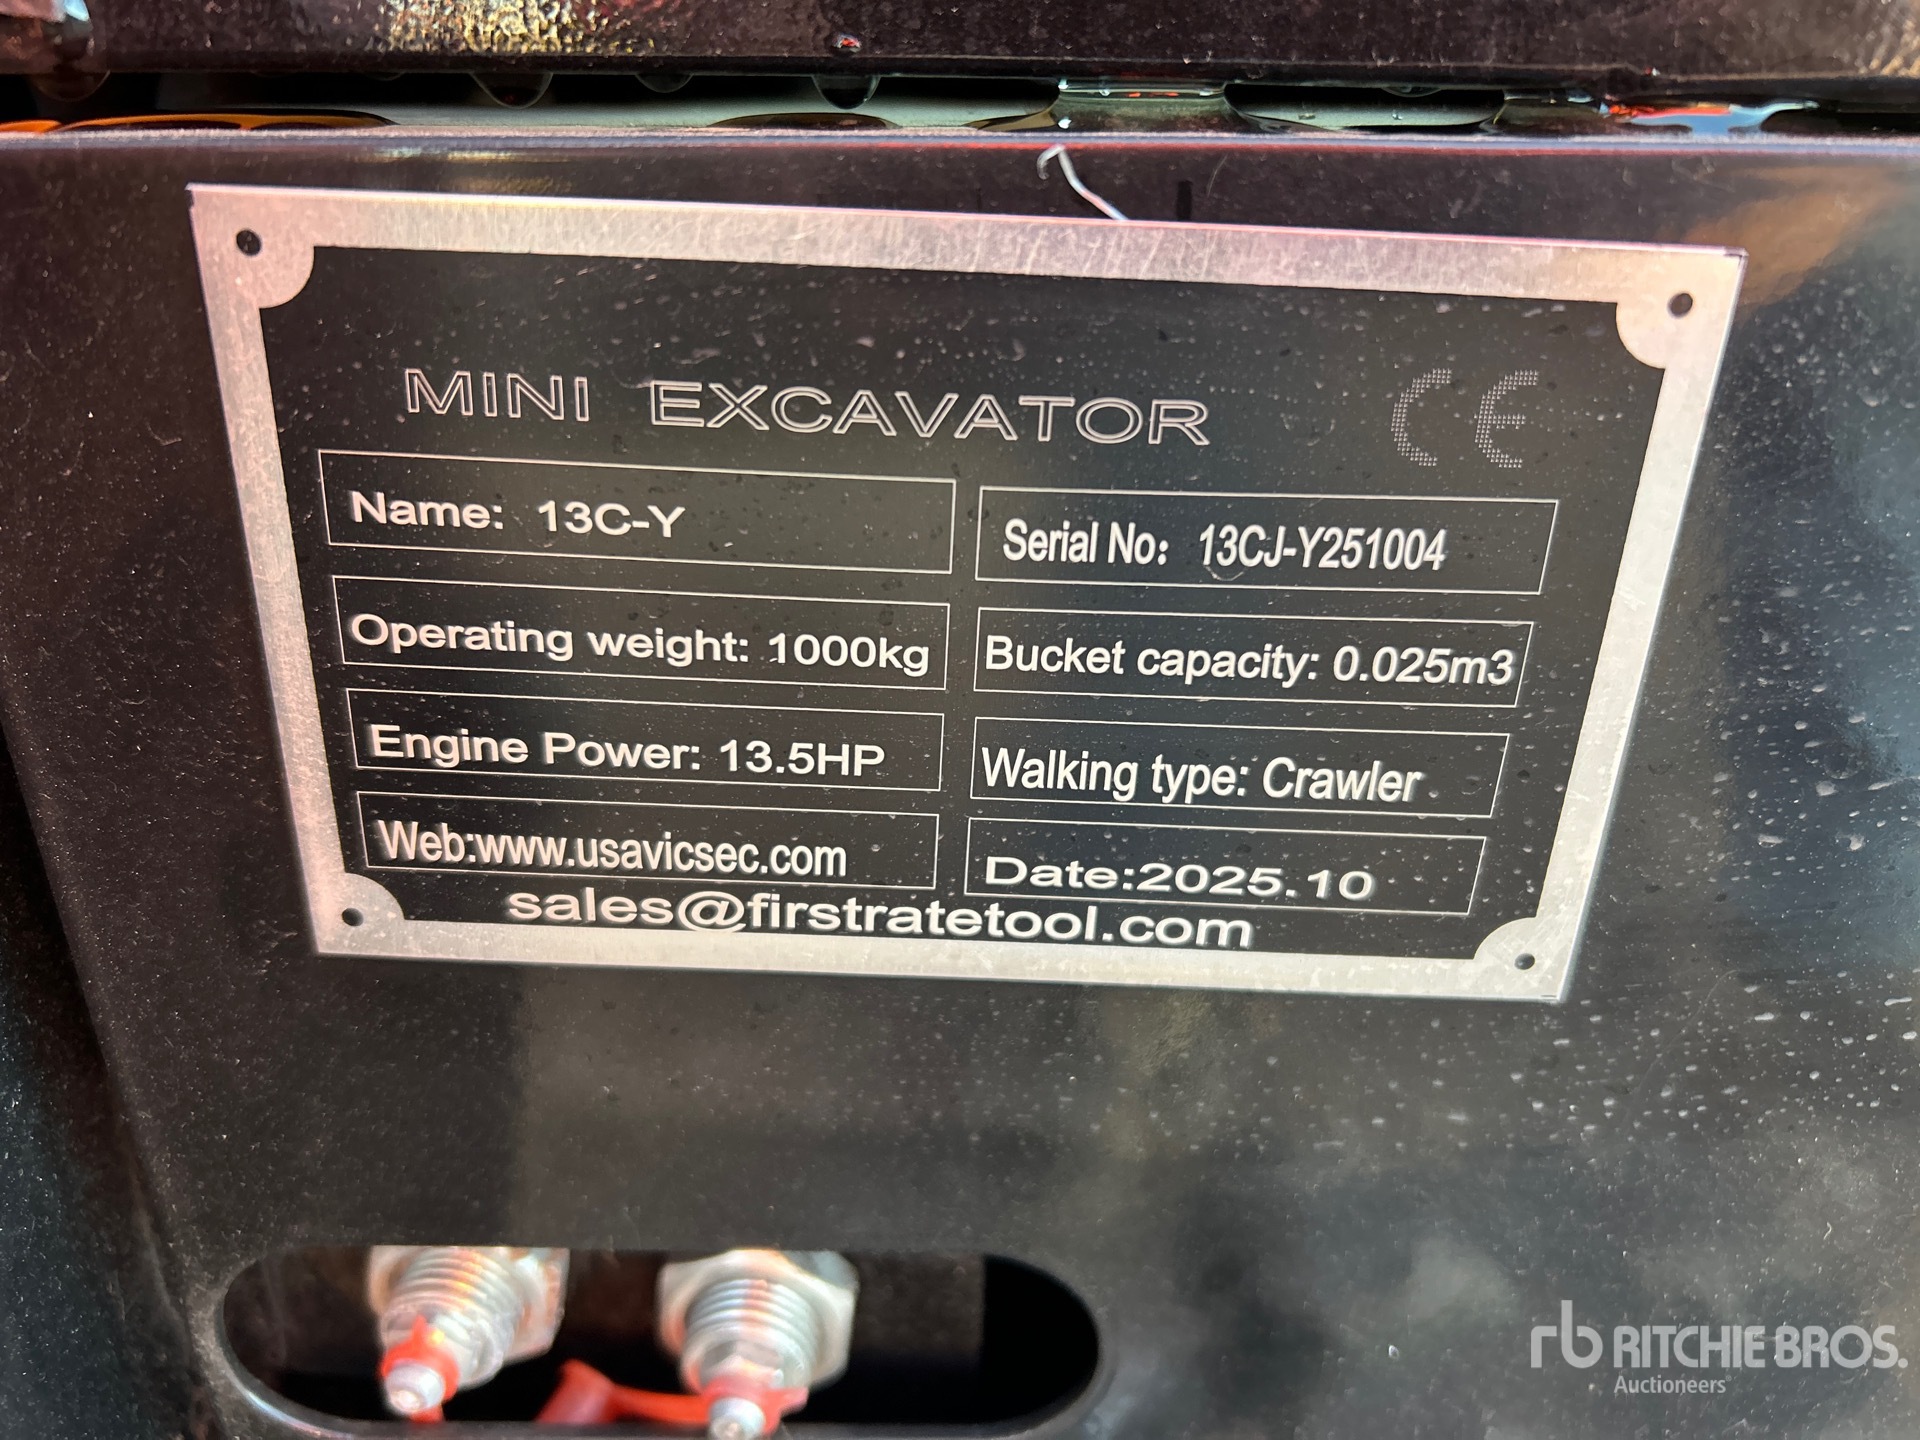 MINI EXCAVATOR CE
Name: 13C-Y
Serial No: 13CJ-Y251004
Operating weight: 1000kg
Bucket capacity: 0.025m3
Engine Power: 13.5HP
Walking type: Crawler
Web:www.usavicsec.com
Date:2025.10
sales@firstratetool.com
rb RITCHIE BROS.
Auctioneers